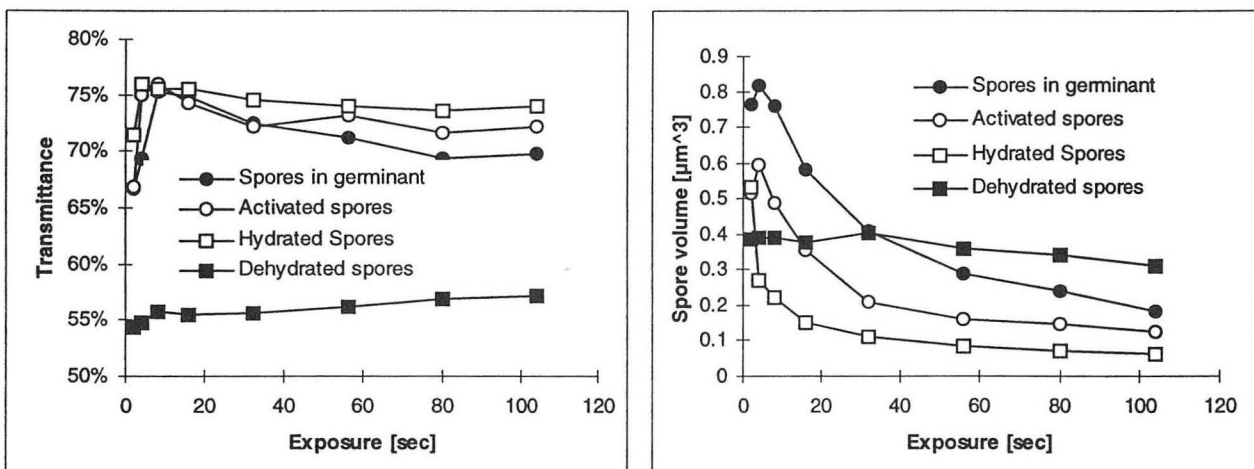 80%
75%
70%
65%
60%
55%
50%
Transmittance
Spores in germinant
Activated spores
Hydrated Spores
Dehydrated spores
0 20 40 60 80 100 120
Exposure [sec]
0.9
0.8
0.7
0.6
0.5
0.4
0.3
0.2
0.1
0
Spore volume [µm^3]
Spores in germinant
Activated spores
Hydrated Spores
Dehydrated spores
0 20 40 60 80 100 120
Exposure [sec]